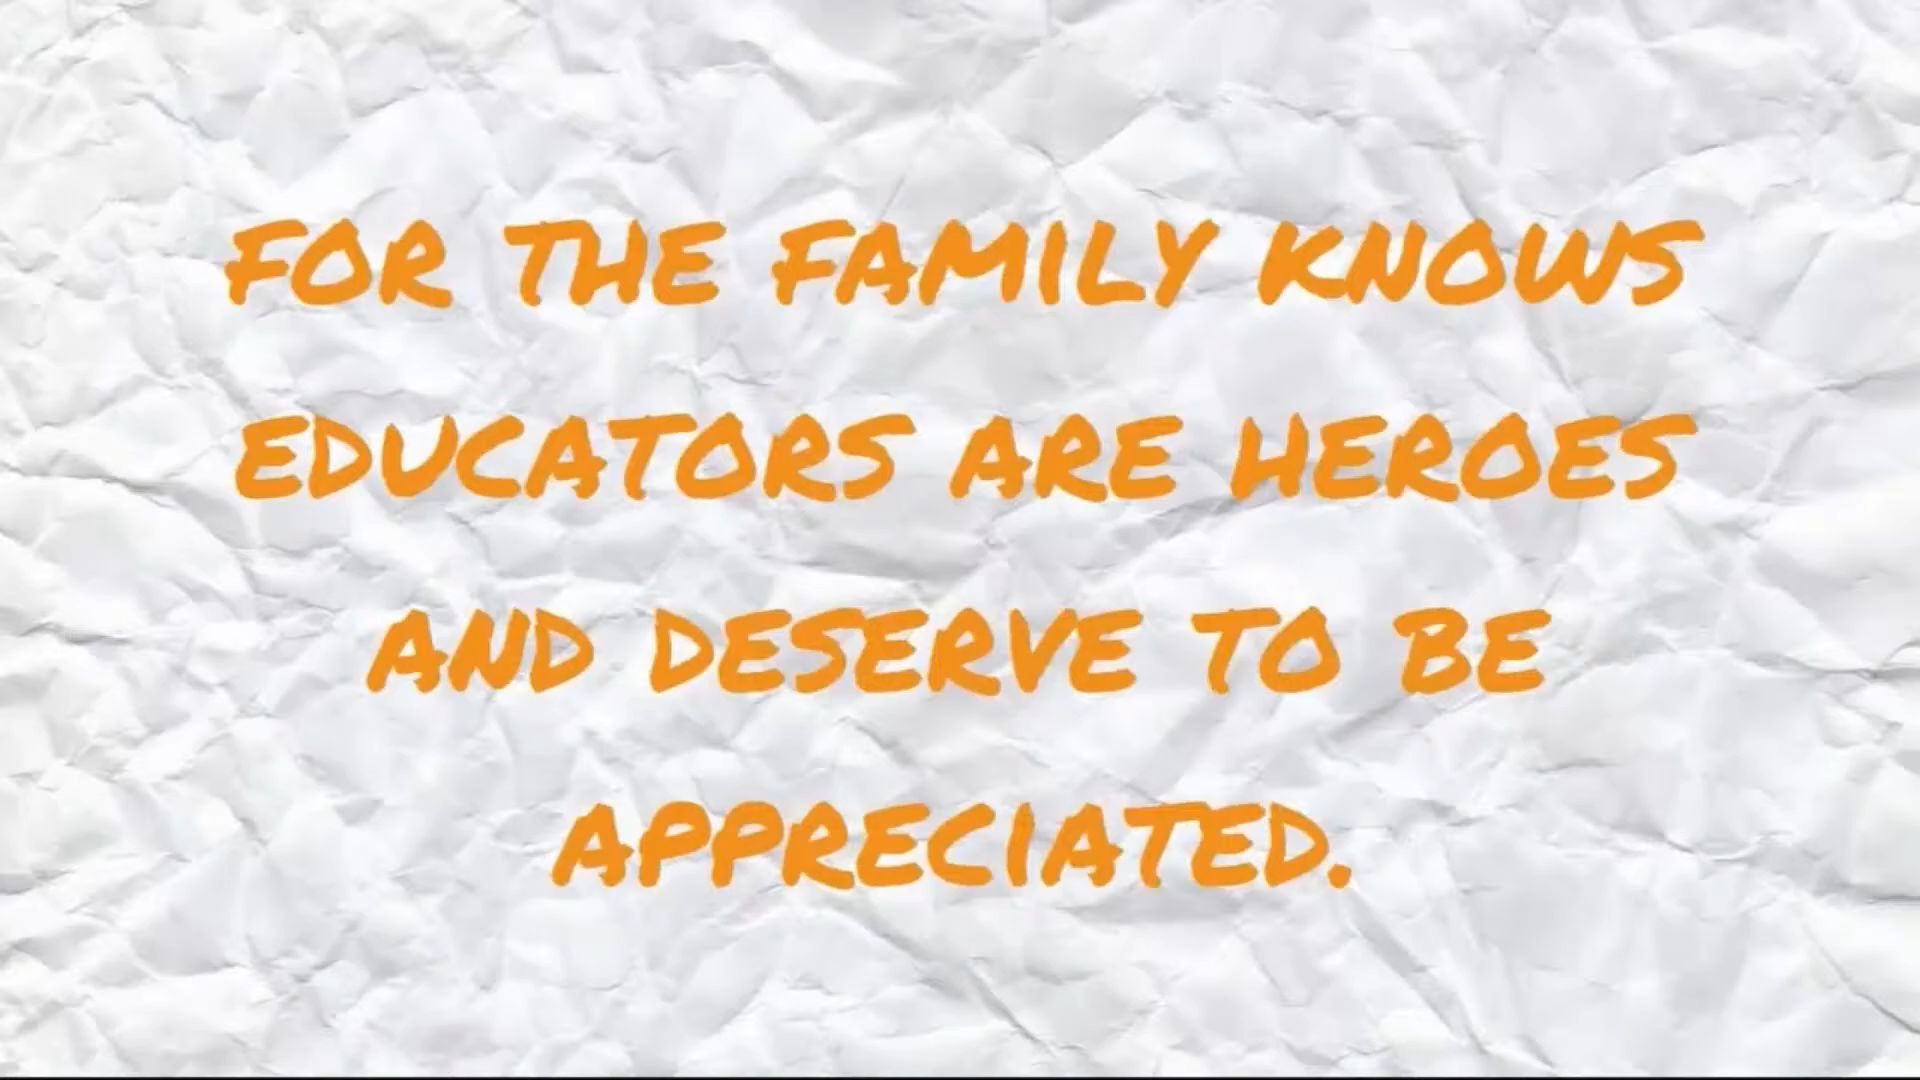 FOR THE FAMILY KNOWS
EDUCATORS ARE HEROES
AND DESERVE TO BE
APPRECIATED.